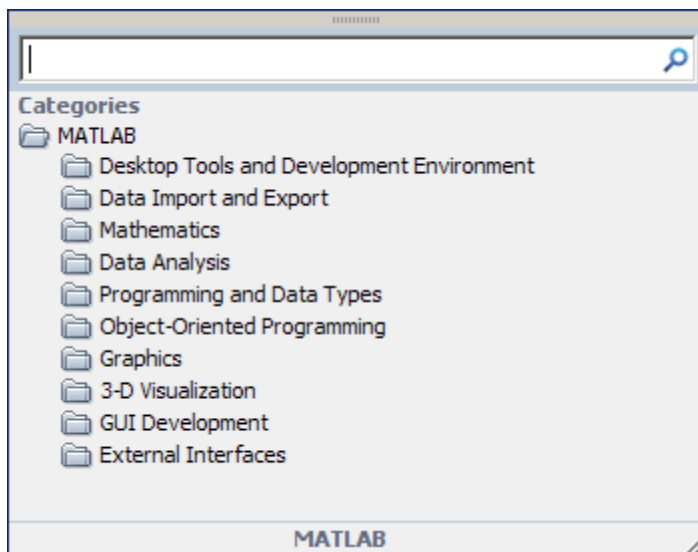 Categories
MATLAB
Desktop Tools and Development Environment
Data Import and Export
Mathematics
Data Analysis
Programming and Data Types
Object-Oriented Programming
Graphics
3-D Visualization
GUI Development
External Interfaces
MATLAB